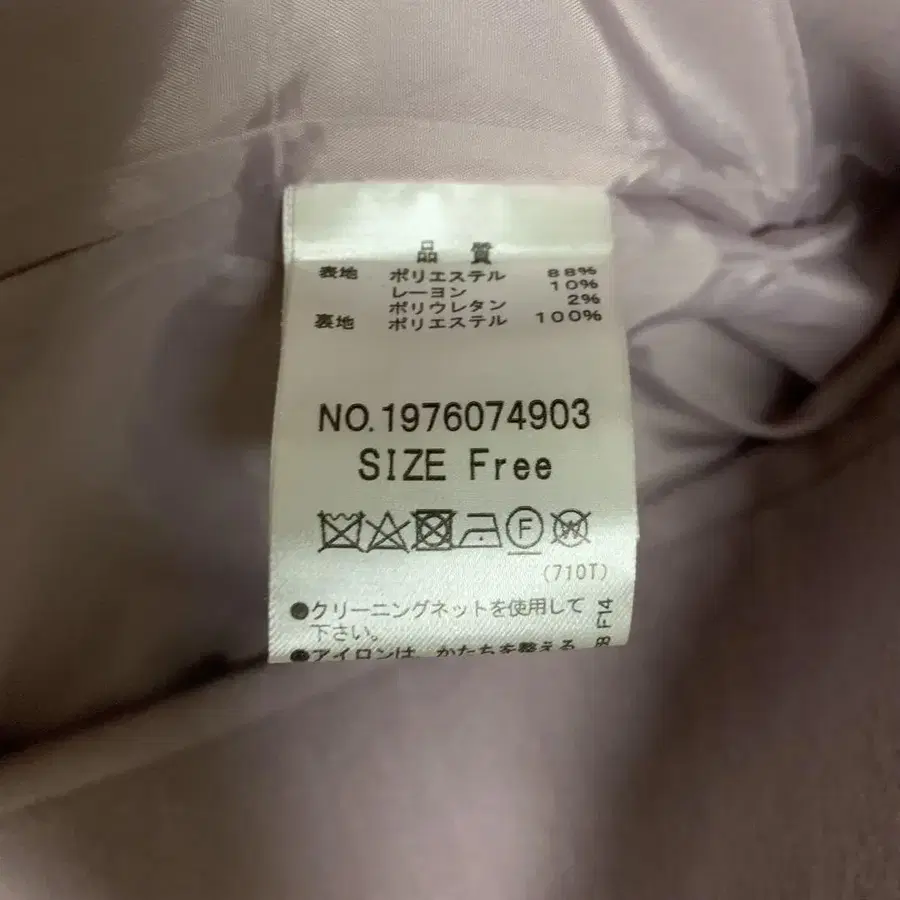 品質
表地 ポリエステル 88%
レーヨン 10%
ポリウレタン 2%
裏地 ポリエステル 100%
NO.1976074903
SIZE Free
F W
(710T)
●クリーニングネットを使用して
下さい。
●アイロンは、かたちを整える
F14